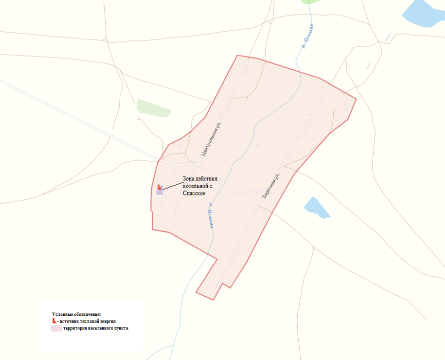 Центральная ул.
Зона действия
котельной с.
Спасское
Заречная ул.
Условные обозначения:
- источник тепловой энергии
- территория населенного пункта